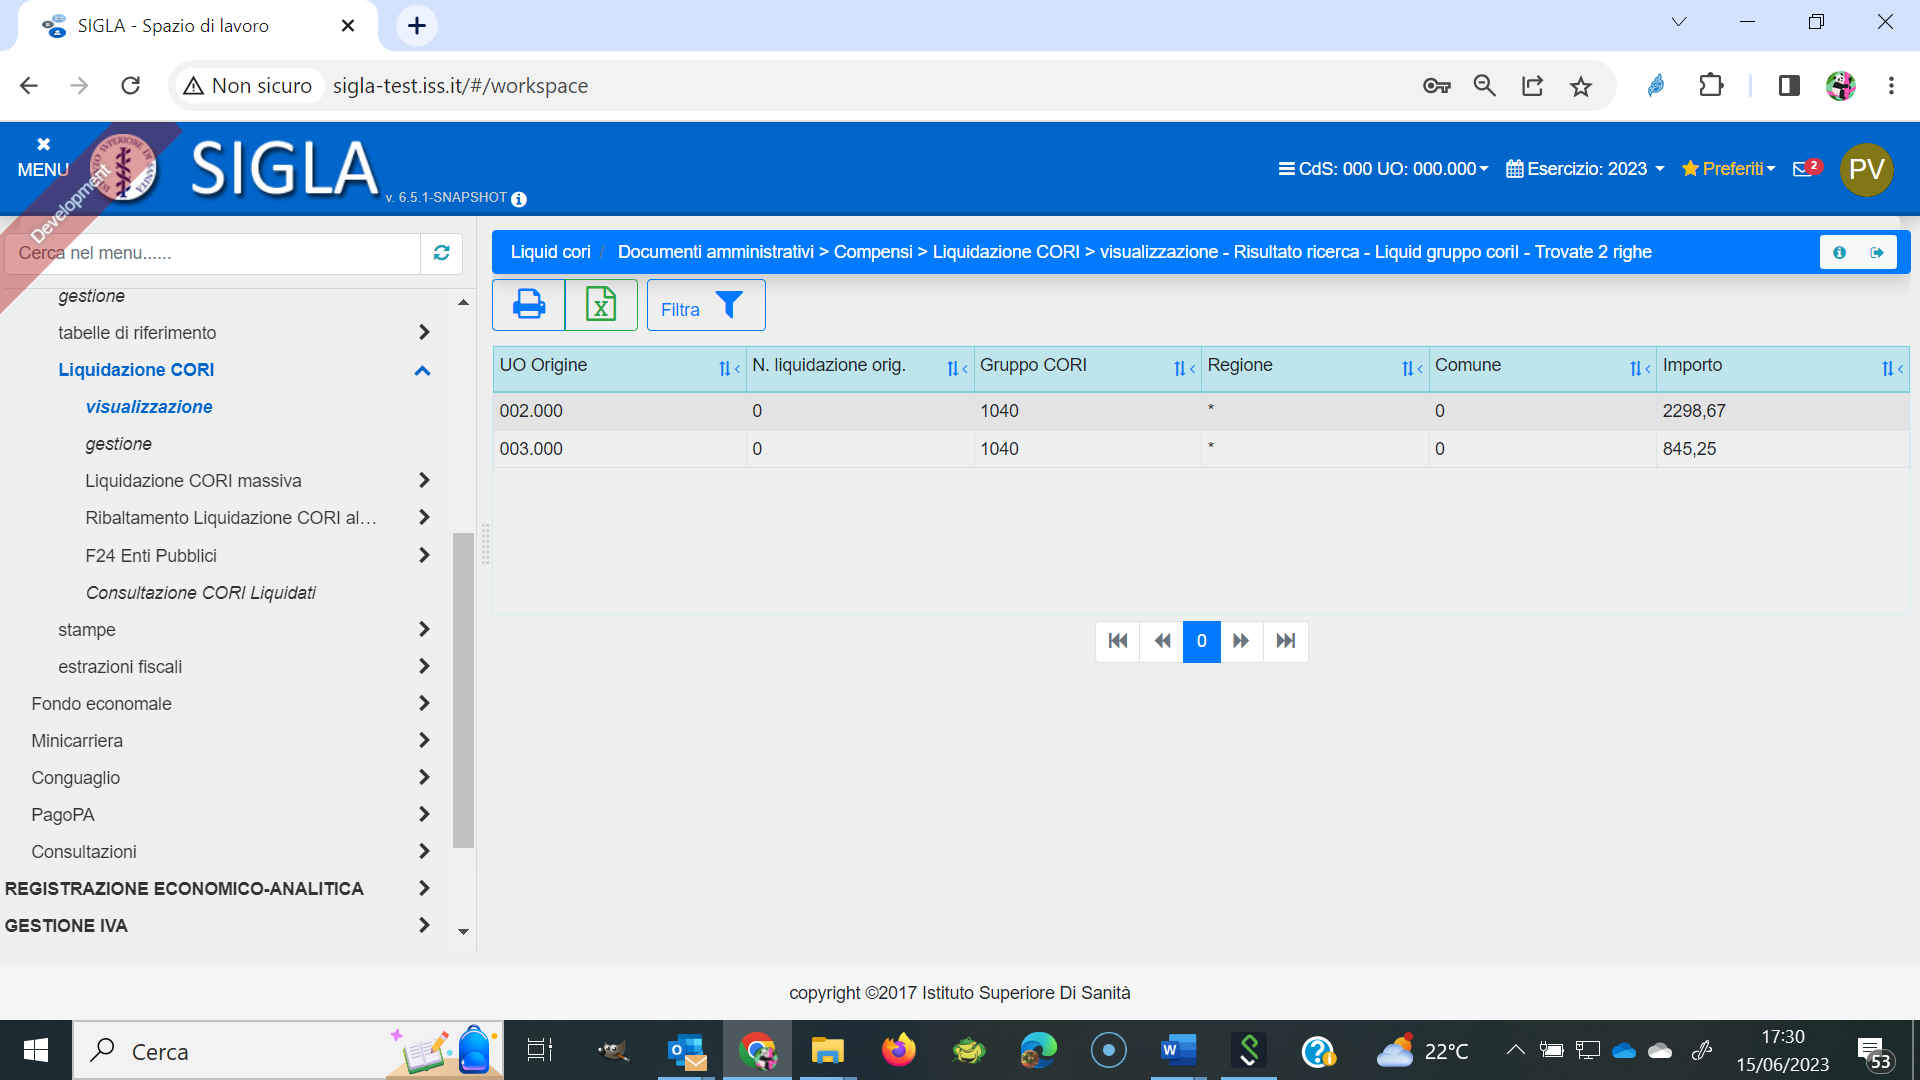 SIGLA - Spazio di lavoro
Non sicuro
sigla-test.iss.it/#/workspace
MENU
Development
SIGLA
v. 6.5.1-SNAPSHOT
CdS: 000 UO: 000.000
Esercizio: 2023
Preferiti
2
PV
Cerca nel menu......
gestione
tabelle di riferimento
Liquidazione CORI
visualizzazione
gestione
Liquidazione CORI massiva
Ribaltamento Liquidazione CORI al…
F24 Enti Pubblici
Consultazione CORI Liquidati
stampe
estrazioni fiscali
Fondo economale
Minicarriera
Conguaglio
PagoPA
Consultazioni
REGISTRAZIONE ECONOMICO-ANALITICA
GESTIONE IVA
Liquid cori / Documenti amministrativi > Compensi > Liquidazione CORI > visualizzazione - Risultato ricerca - Liquid gruppo coriI - Trovate 2 righe
Filtra
UO Origine N. liquidazione orig. Gruppo CORI Regione Comune Importo
002.000 0 1040 * 0 2298,67
003.000 0 1040 * 0 845,25
0
copyright ©2017 Istituto Superiore Di Sanità
Cerca
22°C
17:30
15/06/2023
53